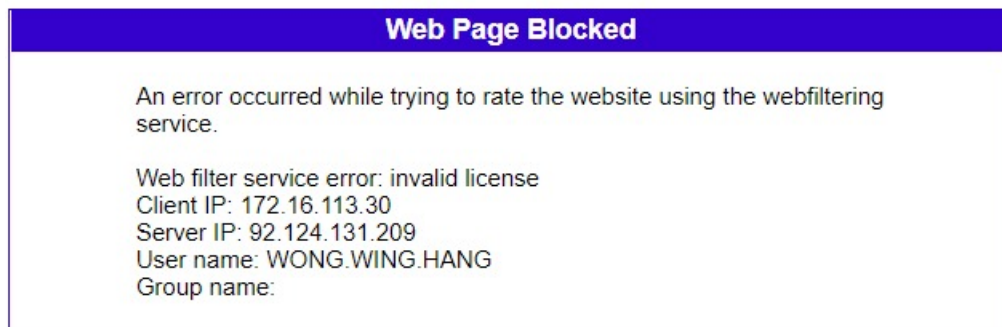 Web Page Blocked
An error occurred while trying to rate the website using the webfiltering
service.
Web filter service error: invalid license
Client IP: 172.16.113.30
Server IP: 92.124.131.209
User name: WONG.WING.HANG
Group name: